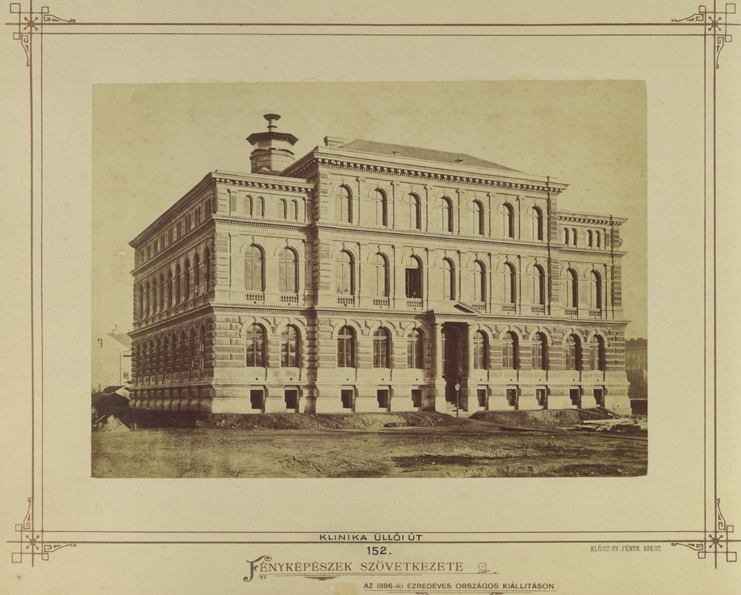 KLINIKA ÜLLŐI ÚT
152.
KLÖSZ GY. FÉNYK. BPEST.
FÉNYKÉPÉSZEK SZÖVETKEZETE
AZ 1896-iki EZREDÉVES ORSZÁGOS KIÁLLITÁSON.